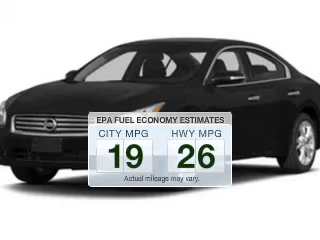 EPA FUEL ECONOMY ESTIMATES
CITY MPG HWY MPG
19 26
Actual mileage may vary.